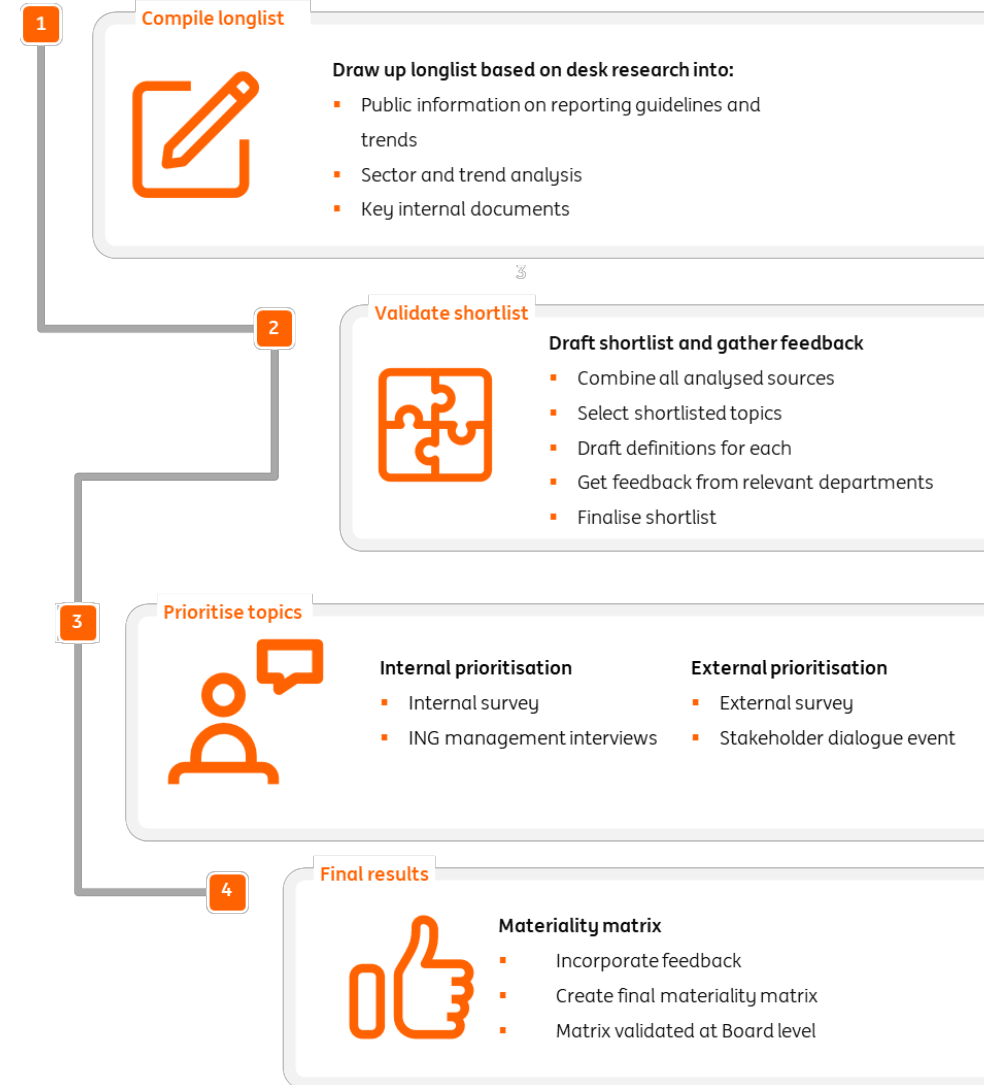 1
Compile longlist
Draw up longlist based on desk research into:
▪ Public information on reporting guidelines and
trends
▪ Sector and trend analysis
▪ Key internal documents
3
2
Validate shortlist
Draft shortlist and gather feedback
▪ Combine all analysed sources
▪ Select shortlisted topics
▪ Draft definitions for each
▪ Get feedback from relevant departments
▪ Finalise shortlist
3
Prioritise topics
Internal prioritisation
▪ Internal survey
▪ ING management interviews
External prioritisation
▪ External survey
▪ Stakeholder dialogue event
4
Final results
Materiality matrix
▪ Incorporate feedback
▪ Create final materiality matrix
▪ Matrix validated at Board level